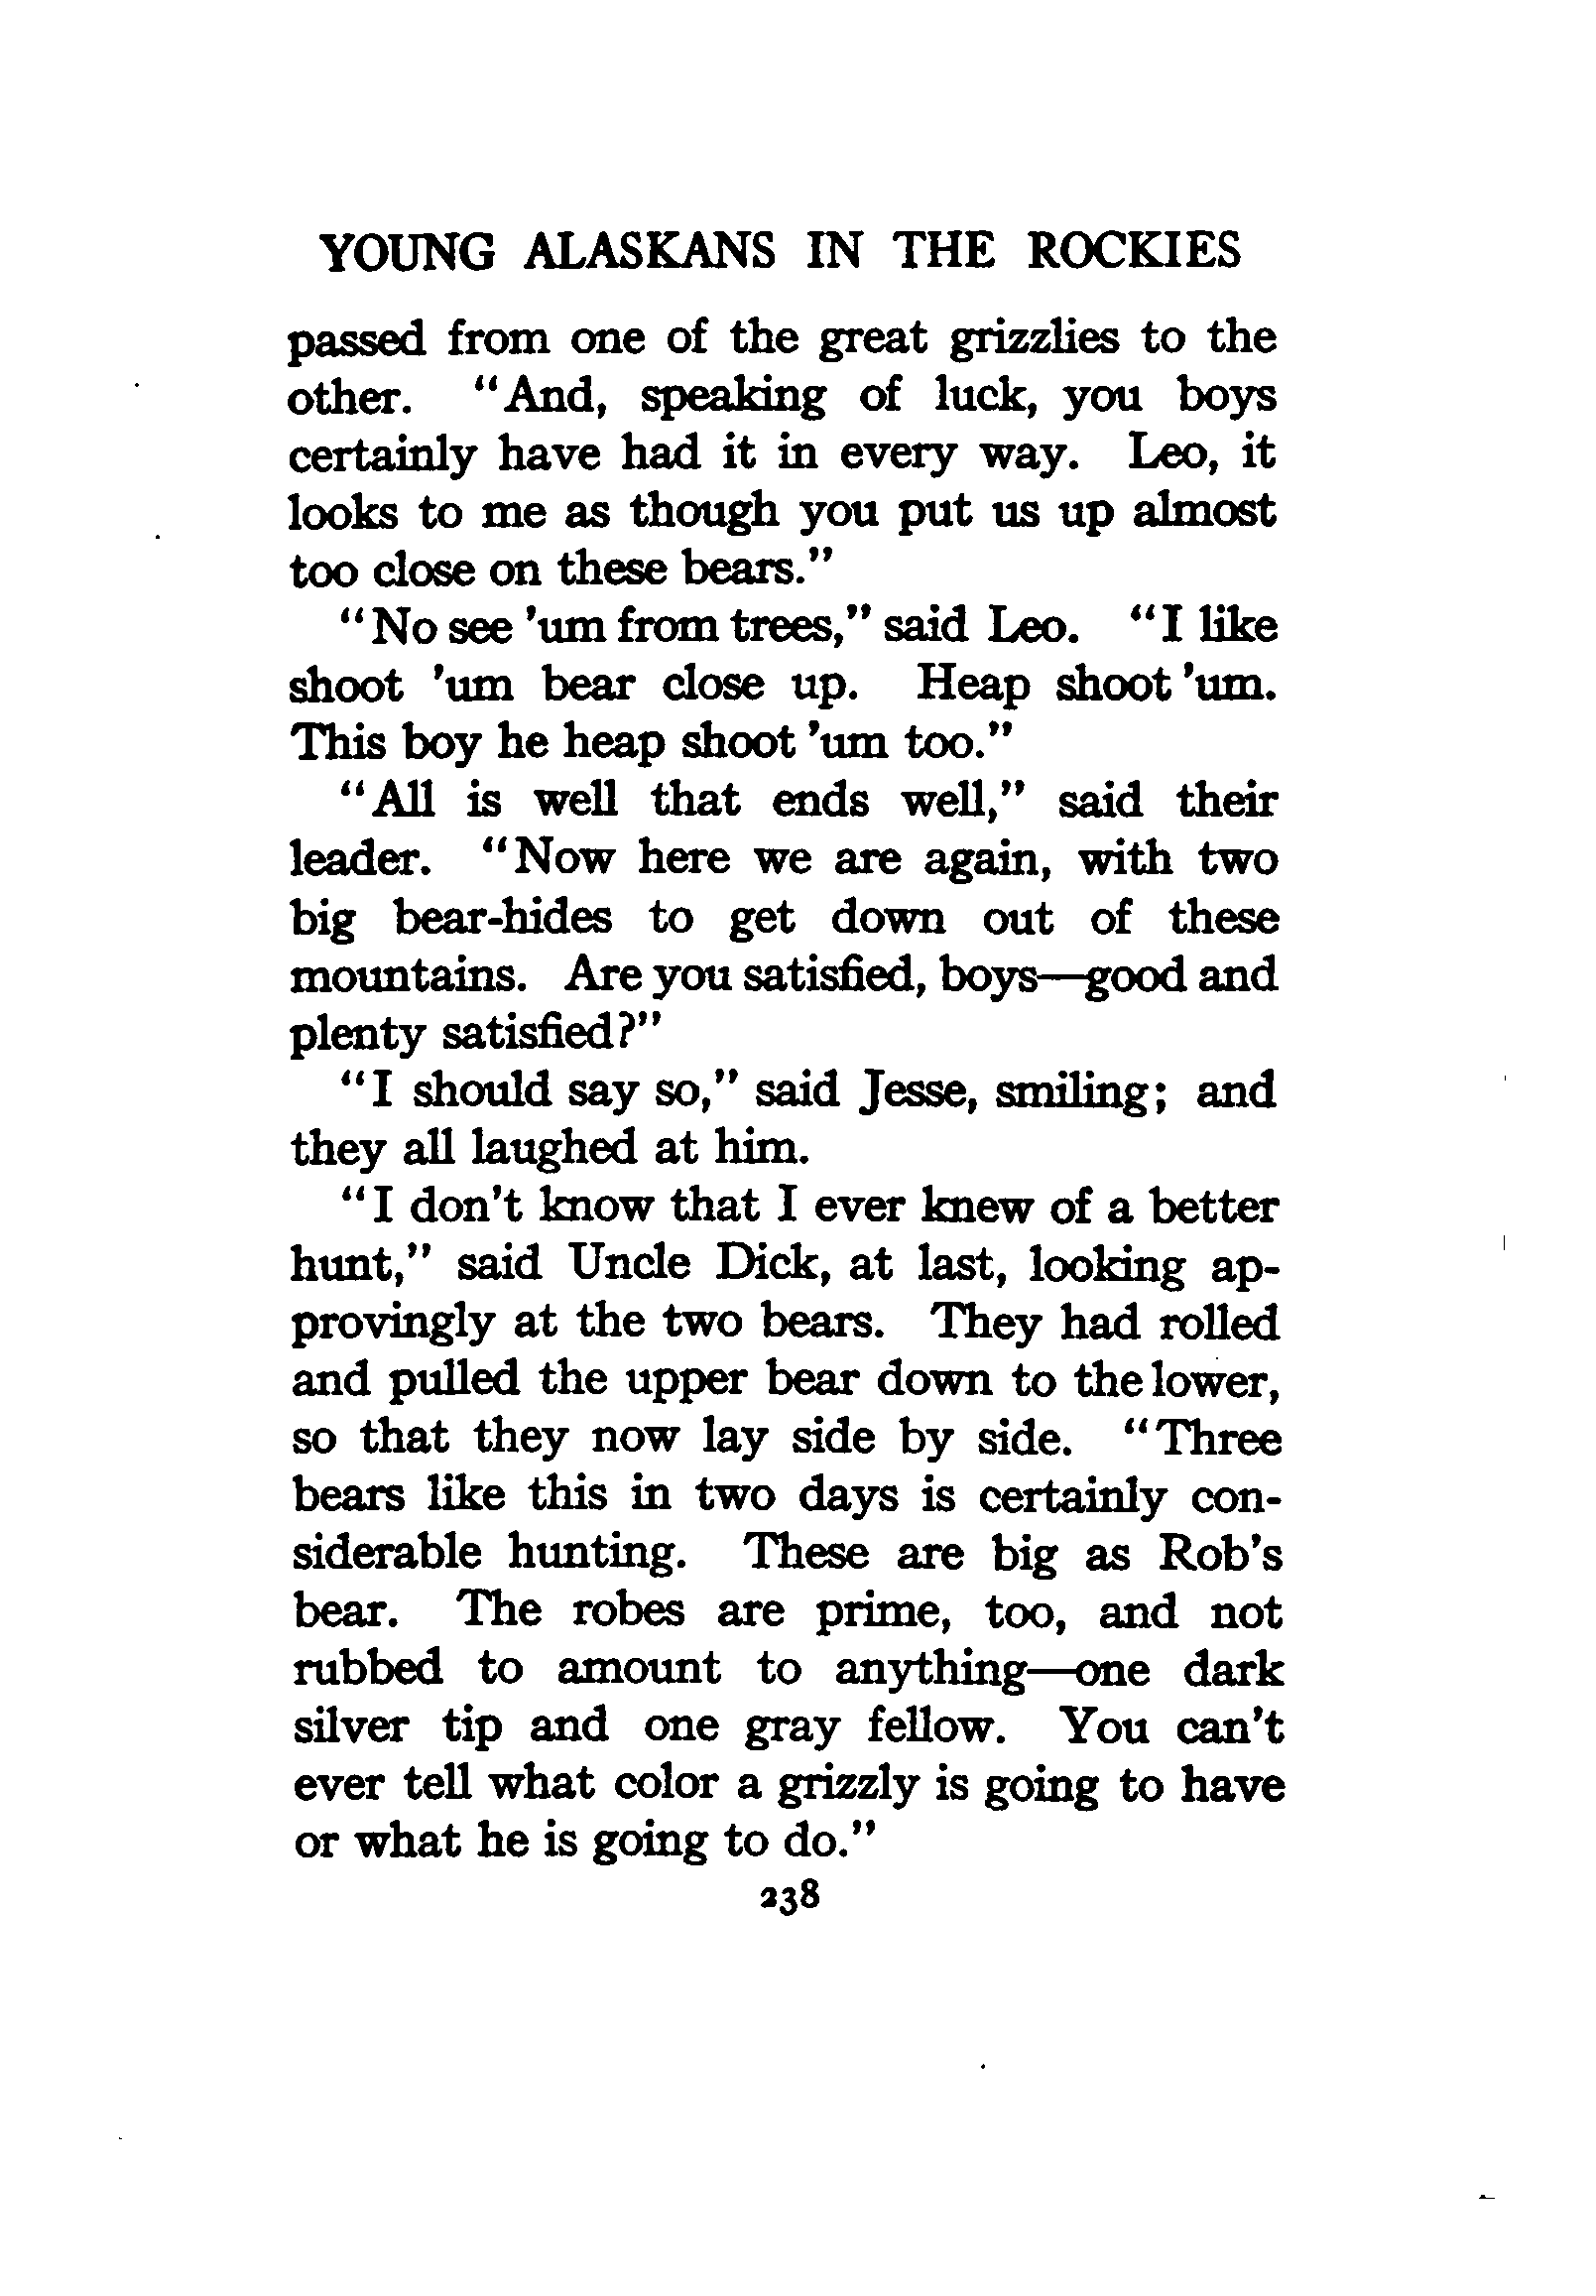 YOUNG ALASKANS IN THE ROCKIES
passed from one of the great grizzlies to the
other. "And, speaking of luck, you boys
certainly have had it in every way. Leo, it
looks to me as though you put us up almost
too close on these bears."
"No see 'um from trees," said Leo. "I like
shoot 'um bear close up. Heap shoot 'um.
This boy he heap shoot 'um too."
"All is well that ends well," said their
leader. "Now here we are again, with two
big bear-hides to get down out of these
mountains. Are you satisfied, boys—good and
plenty satisfied?"
"I should say so," said Jesse, smiling; and
they all laughed at him.
"I don't know that I ever knew of a better
hunt," said Uncle Dick, at last, looking ap-
provingly at the two bears. They had rolled
and pulled the upper bear down to the lower,
so that they now lay side by side. "Three
bears like this in two days is certainly con-
siderable hunting. These are big as Rob's
bear. The robes are prime, too, and not
rubbed to amount to anything—one dark
silver tip and one gray fellow. You can't
ever tell what color a grizzly is going to have
or what he is going to do."
238